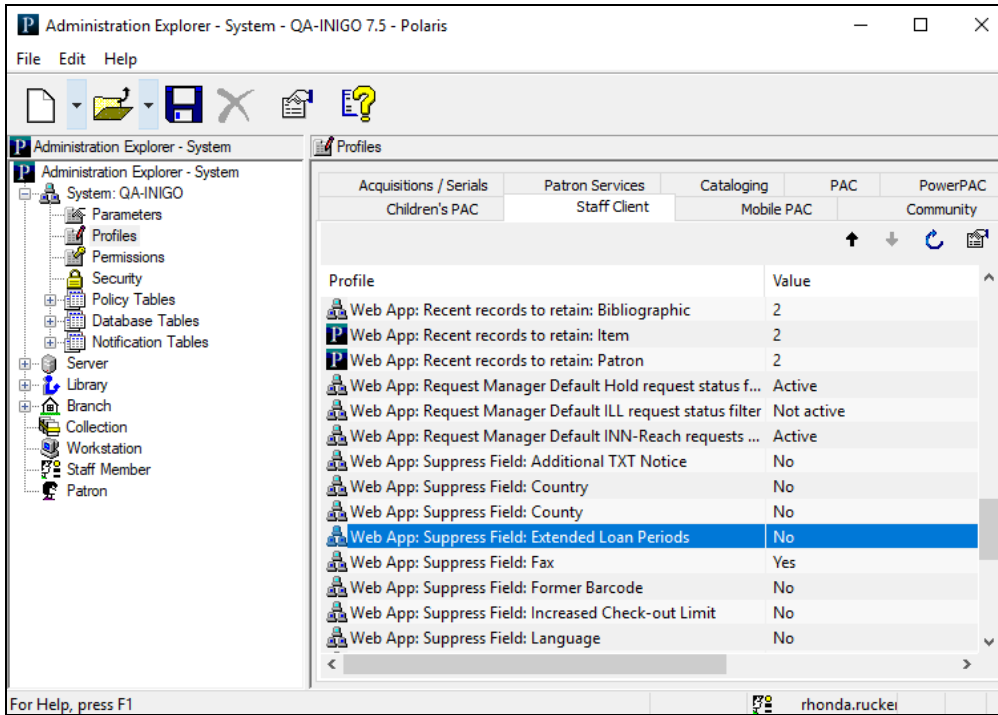 Administration Explorer - System - QA-INIGO 7.5 - Polaris
File Edit Help
Administration Explorer - System
Administration Explorer - System
System: QA-INIGO
Parameters
Profiles
Permissions
Security
Policy Tables
Database Tables
Notification Tables
Server
Library
Branch
Collection
Workstation
Staff Member
Patron
Profiles
Acquisitions / Serials Patron Services Cataloging PAC PowerPAC
Children's PAC Staff Client Mobile PAC Community
Profile Value
Web App: Recent records to retain: Bibliographic 2
Web App: Recent records to retain: Item 2
Web App: Recent records to retain: Patron 2
Web App: Request Manager Default Hold request status f... Active
Web App: Request Manager Default ILL request status filter Not active
Web App: Request Manager Default INN-Reach requests ... Active
Web App: Suppress Field: Additional TXT Notice No
Web App: Suppress Field: Country No
Web App: Suppress Field: County No
Web App: Suppress Field: Extended Loan Periods No
Web App: Suppress Field: Fax Yes
Web App: Suppress Field: Former Barcode No
Web App: Suppress Field: Increased Check-out Limit No
Web App: Suppress Field: Language No
For Help, press F1 rhonda.rucker